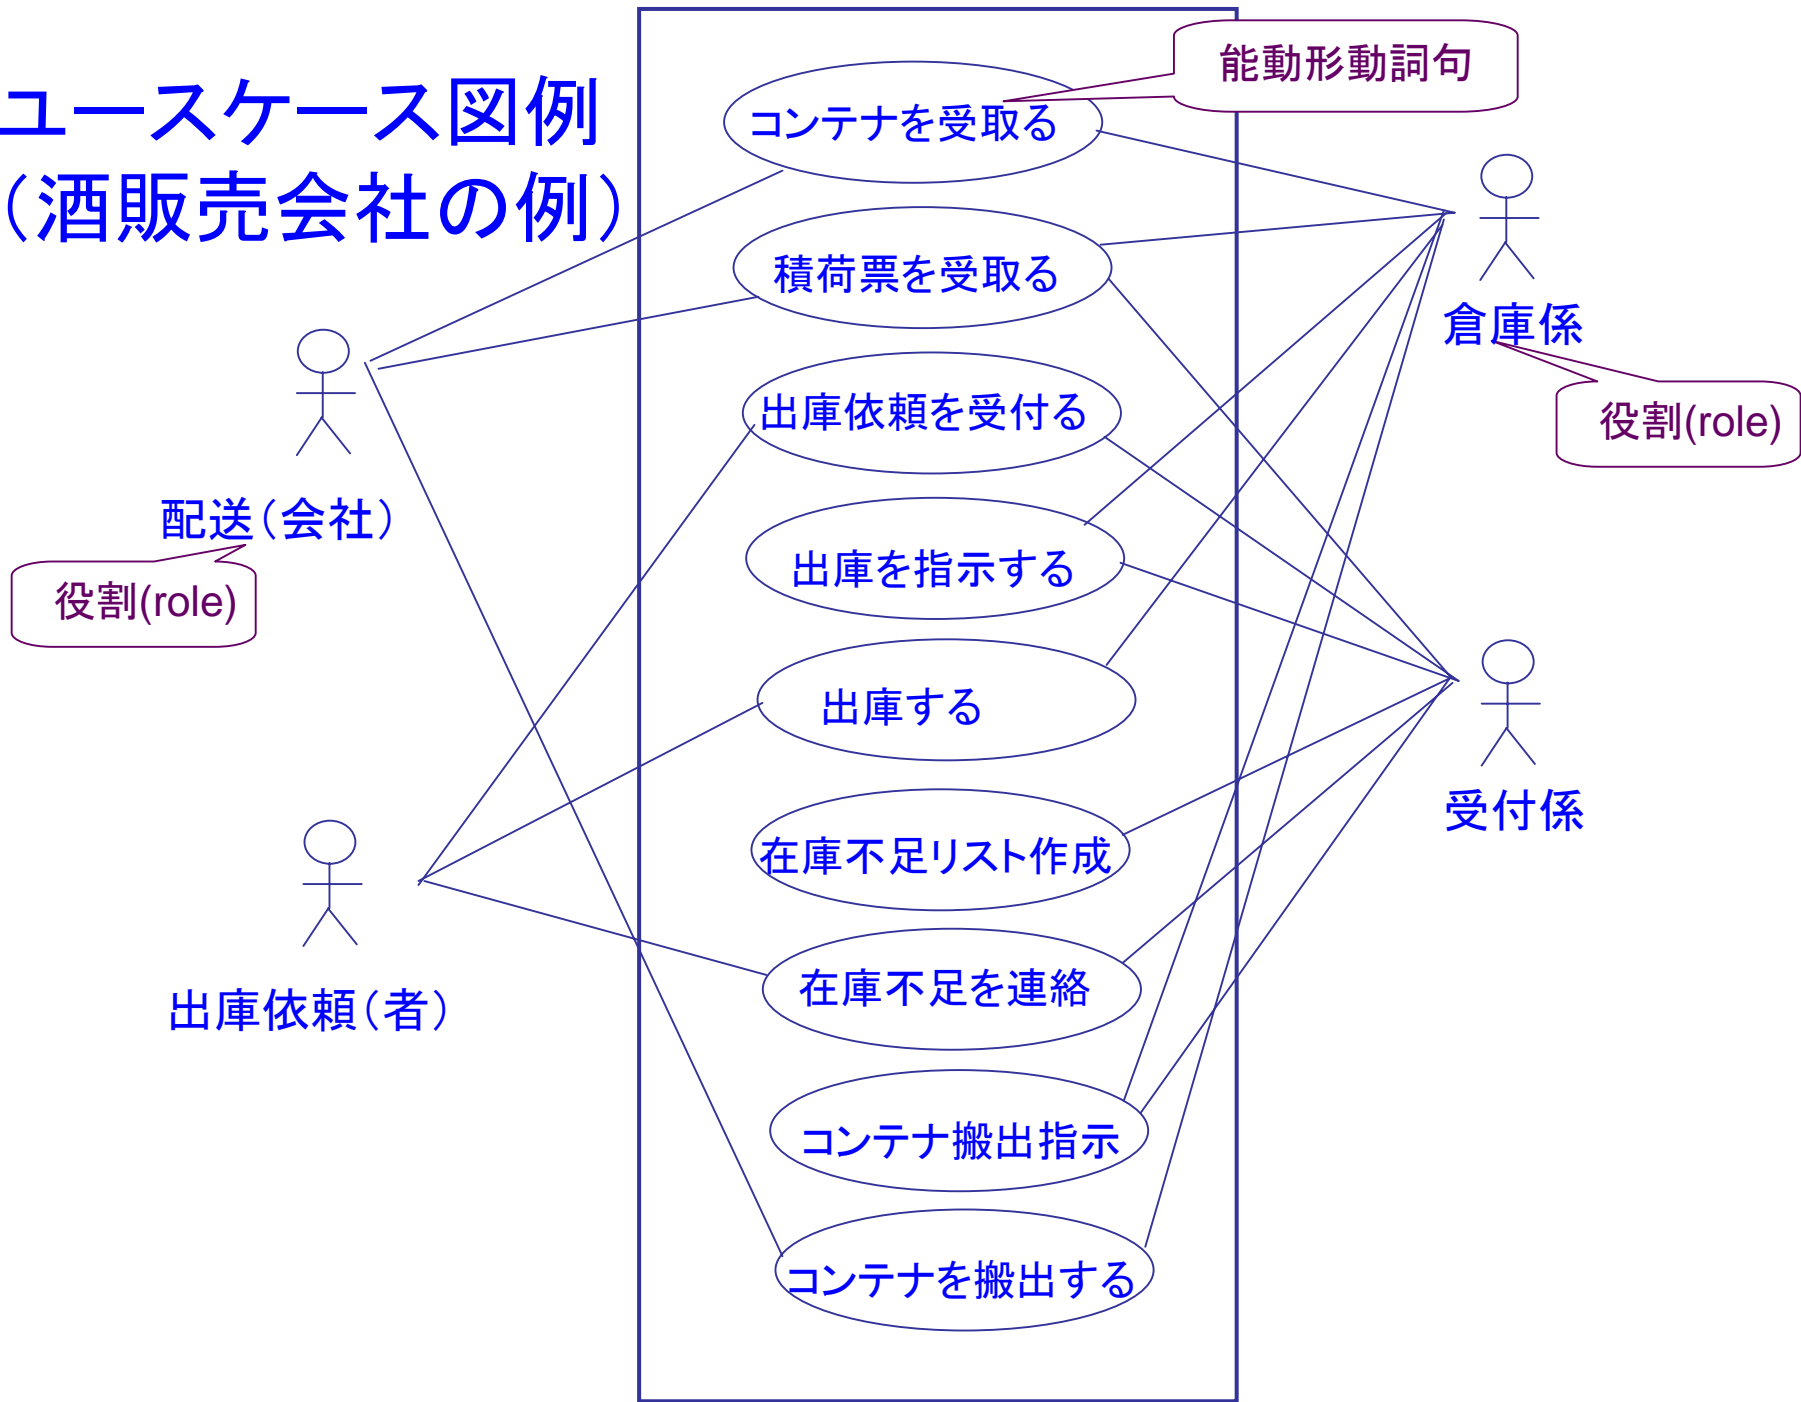 ユースケース図例
（酒販売会社の例）
能動形動詞句
コンテナを受取る
積荷票を受取る
倉庫係
役割(role)
出庫依頼を受付る
配送（会社）
役割(role)
出庫を指示する
出庫する
受付係
在庫不足リスト作成
在庫不足を連絡
出庫依頼（者）
コンテナ搬出指示
コンテナを搬出する